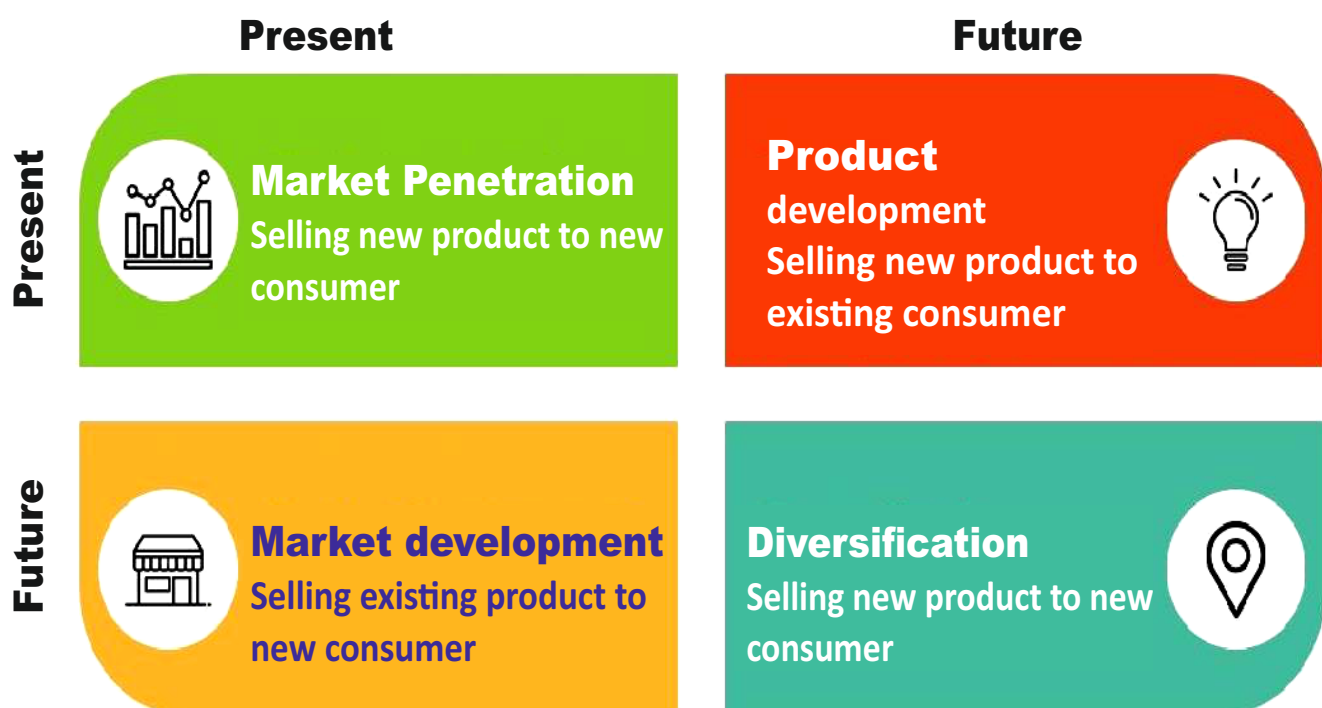 Present
Future
Present
Market Penetration
Selling new product to new
consumer
Product
development
Selling new product to
existing consumer
Future
Market development
Selling existing product to
new consumer
Diversification
Selling new product to new
consumer